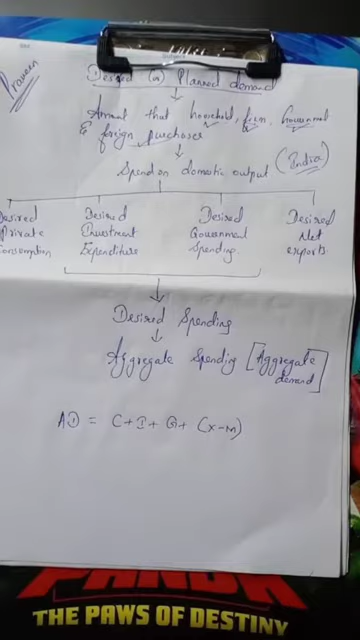 Praveen
Desired (or) Planned demand
Amount that household, firm, Government
& foreign purchases
Spend on domestic output (India)
Desired Private Consumption
Desired Investment Expenditure
Desired Government Spending.
Desired Net exports.
Desired Spending
Aggregate Spending [Aggregate demand]
AD = C+I+G+ (X-M)
PANDA
THE PAWS OF DESTINY